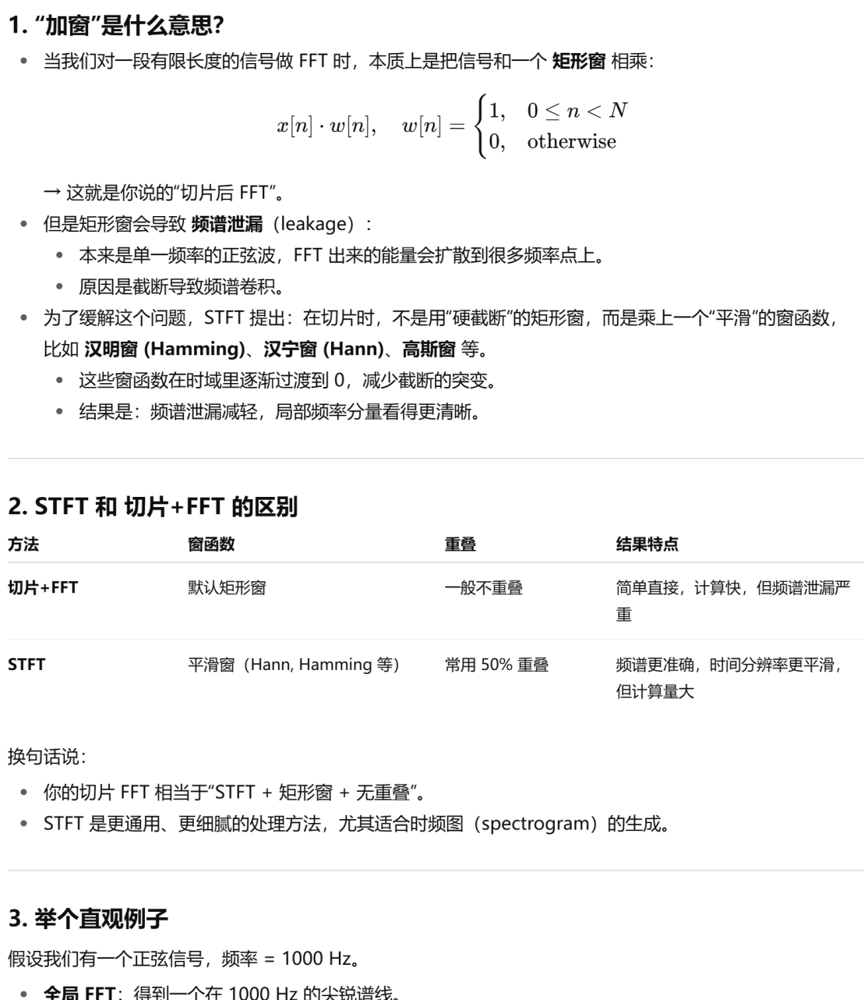 1. “加窗”是什么意思？
• 当我们对一段有限长度的信号做 FFT 时，本质上是把信号和一个 矩形窗 相乘：
x[n] · w[n],  w[n] = {1, 0 ≤ n < N
0, otherwise
→ 这就是你说的“切片后 FFT”。
• 但是矩形窗会导致 频谱泄漏（leakage）：
• 本来是单一频率的正弦波，FFT 出来的能量会扩散到很多频率点上。
• 原因是截断导致频谱卷积。
• 为了缓解这个问题，STFT 提出：在切片时，不是用“硬截断”的矩形窗，而是乘上一个“平滑”的窗函数，
比如 汉明窗 (Hamming)、汉宁窗 (Hann)、高斯窗 等。
• 这些窗函数在时域里逐渐过渡到 0，减少截断的突变。
• 结果是：频谱泄漏减轻，局部频率分量看得更清晰。
2. STFT 和 切片+FFT 的区别
方法 窗函数 重叠 结果特点
切片+FFT 默认矩形窗 一般不重叠 简单直接，计算快，但频谱泄漏严
重
STFT 平滑窗（Hann, Hamming 等） 常用 50% 重叠 频谱更准确，时间分辨率更平滑，
但计算量大
换句话说：
• 你的切片 FFT 相当于“STFT + 矩形窗 + 无重叠”。
• STFT 是更通用、更细腻的处理方法，尤其适合时频图（spectrogram）的生成。
3. 举个直观例子
假设我们有一个正弦信号，频率 = 1000 Hz。
• 全局 FFT：得到一个在 1000 Hz 的尖锐谱线。